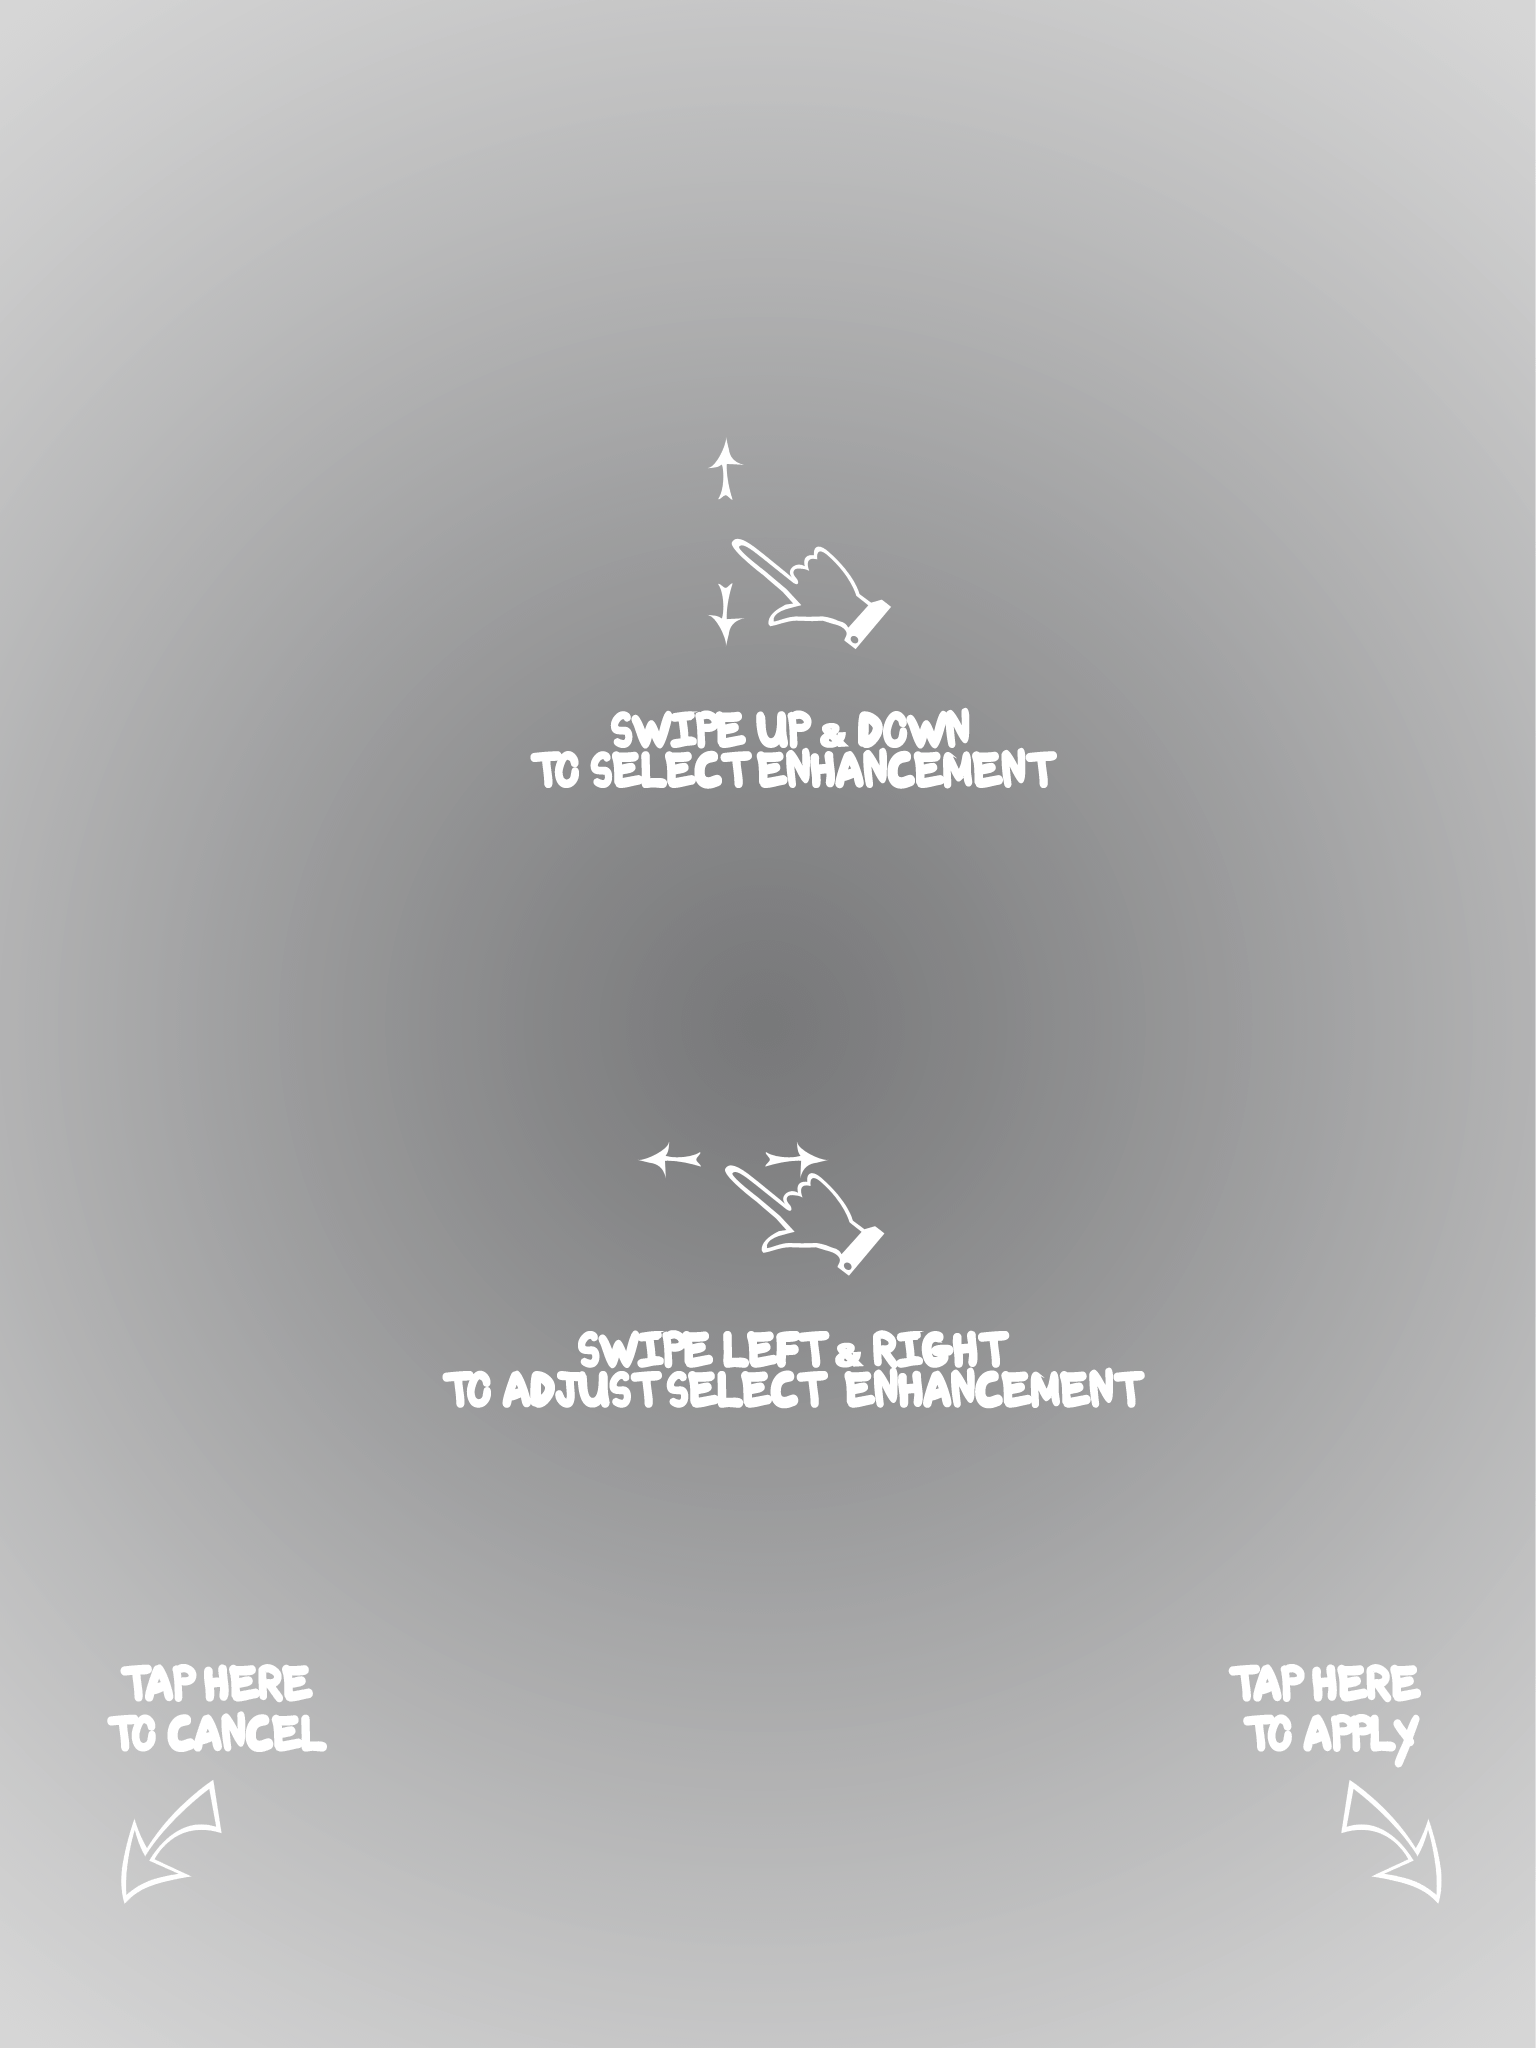 SWIPE UP & DOWN
TO SELECT ENHANCEMENT
SWIPE LEFT & RIGHT
TO ADJUST SELECT ENHANCEMENT
TAP HERE
TO CANCEL
TAP HERE
TO APPLY